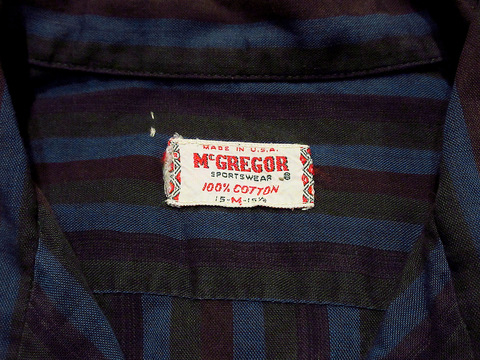 MADE IN U.S.A.
McGREGOR
SPORTSWEAR ®
100% COTTON
15-M-15½